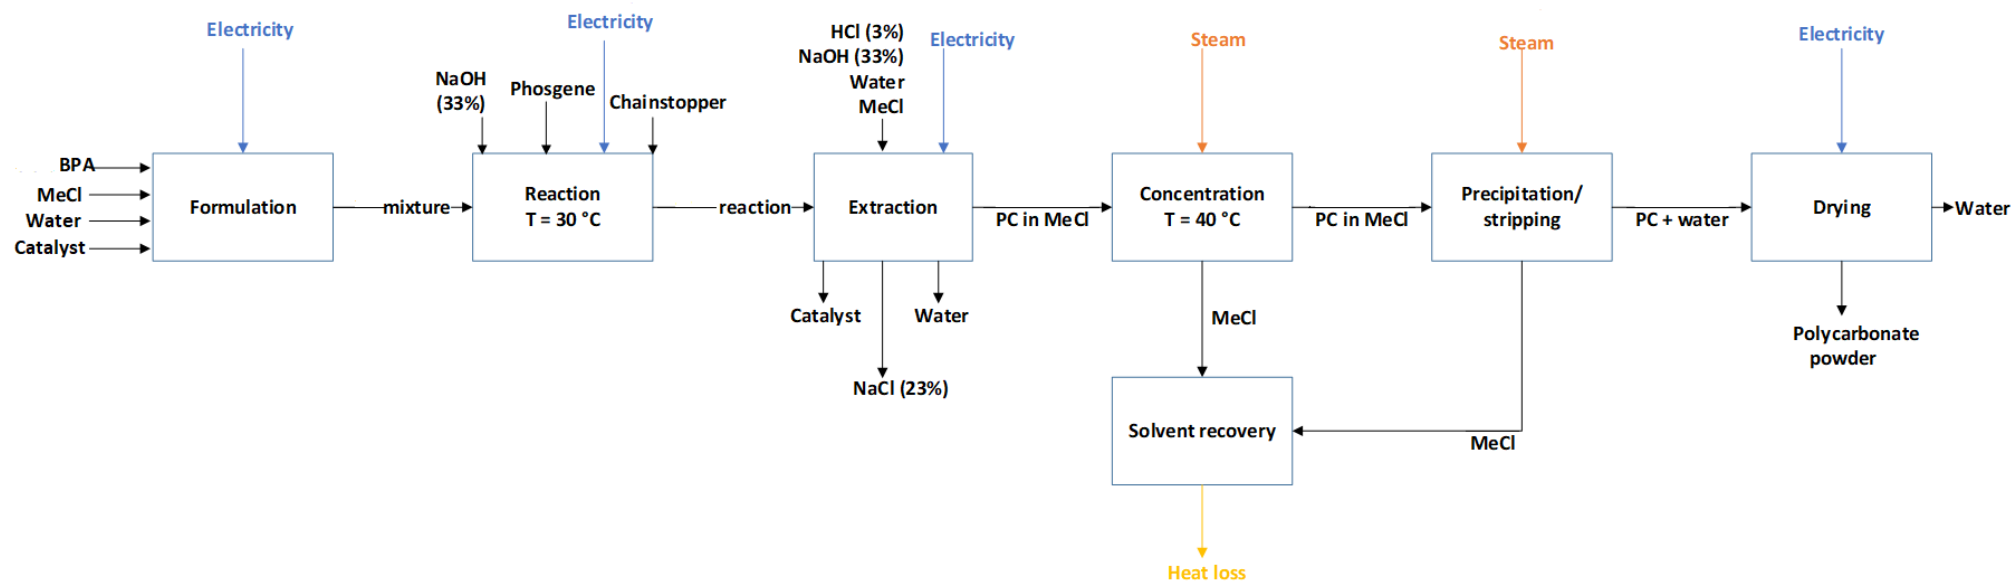 Electricity
Electricity
HCl (3%)
NaOH (33%)
Water
MeCl
Electricity
Steam
Steam
Electricity
NaOH
(33%)
Phosgene
Chainstopper
BPA
MeCl
Water
Catalyst
Formulation
mixture
Reaction
T = 30 °C
reaction
Extraction
PC in MeCl
Concentration
T = 40 °C
PC in MeCl
Precipitation/
stripping
PC + water
Drying
Water
Catalyst
Water
NaCl (23%)
MeCl
Polycarbonate
powder
Solvent recovery
MeCl
Heat loss